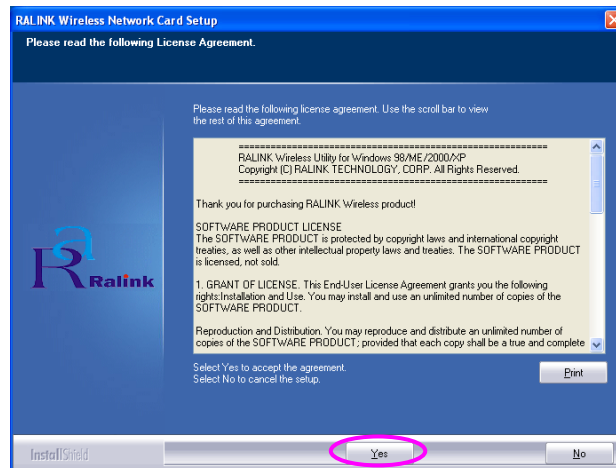 RALINK Wireless Network Card Setup
Please read the following License Agreement.
Please read the following license agreement. Use the scroll bar to view
the rest of this agreement.
=========================================================
RALINK Wireless Utility for Windows 98/ME/2000/XP
Copyright (C) RALINK TECHNOLOGY, CORP. All Rights Reserved.
=========================================================
Thank you for purchasing RALINK Wireless product!
SOFTWARE PRODUCT LICENSE
The SOFTWARE PRODUCT is protected by copyright laws and international copyright
treaties, as well as other intellectual property laws and treaties. The SOFTWARE PRODUCT
is licensed, not sold.
1. GRANT OF LICENSE. This End-User License Agreement grants you the following
rights:Installation and Use. You may install and use an unlimited number of copies of the
SOFTWARE PRODUCT.
Reproduction and Distribution. You may reproduce and distribute an unlimited number of
copies of the SOFTWARE PRODUCT; provided that each copy shall be a true and complete
Ralink
Select Yes to accept the agreement.
Select No to cancel the setup.
Print
InstallShield
Yes
No